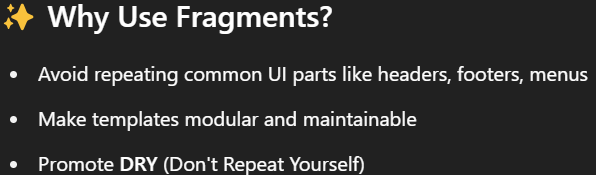 ✨ Why Use Fragments?
• Avoid repeating common UI parts like headers, footers, menus
• Make templates modular and maintainable
• Promote DRY (Don't Repeat Yourself)